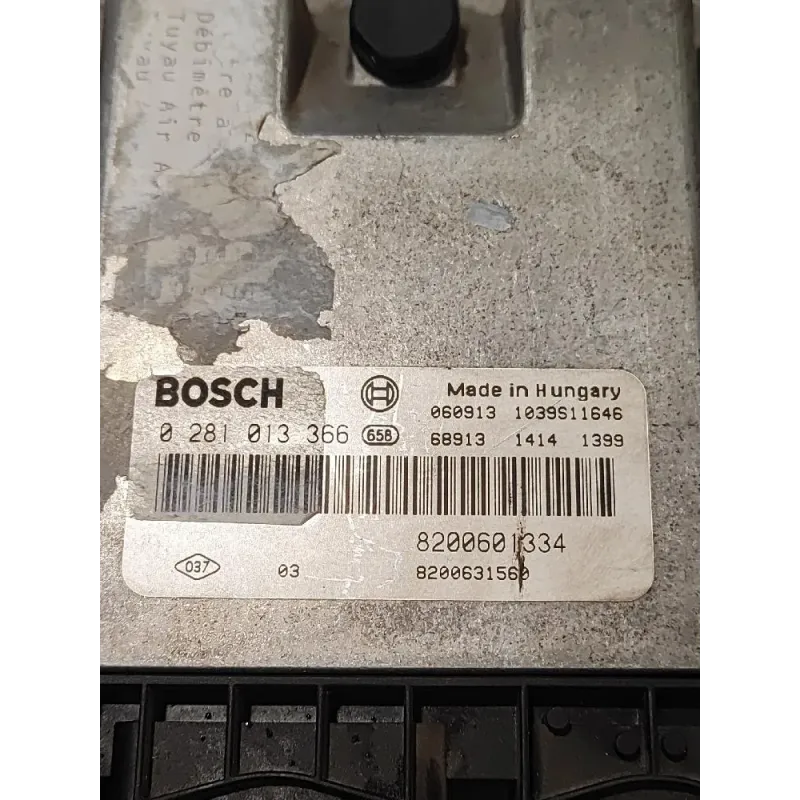 Débimètre
Tuyau Air A
BOSCH
Made in Hungary
060913 1039S11646
0 281 013 366 658
68913 1414 1399
8200601334
037 03 8200631560